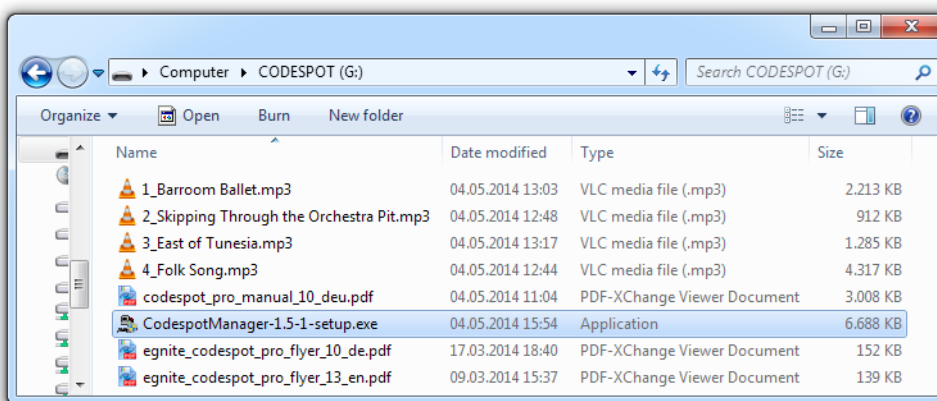 Computer CODESPOT (G:) Search CODESPOT (G:)
Organize Open Burn New folder
Name Date modified Type Size
1_Barroom Ballet.mp3 04.05.2014 13:03 VLC media file (.mp3) 2.213 KB
2_Skipping Through the Orchestra Pit.mp3 04.05.2014 12:48 VLC media file (.mp3) 912 KB
3_East of Tunesia.mp3 04.05.2014 13:17 VLC media file (.mp3) 1.285 KB
4_Folk Song.mp3 04.05.2014 12:44 VLC media file (.mp3) 4.317 KB
codespot_pro_manual_10_deu.pdf 04.05.2014 11:04 PDF-XChange Viewer Document 3.008 KB
CodespotManager-1.5-1-setup.exe 04.05.2014 15:54 Application 6.688 KB
egnite_codespot_pro_flyer_10_de.pdf 17.03.2014 18:40 PDF-XChange Viewer Document 152 KB
egnite_codespot_pro_flyer_13_en.pdf 09.03.2014 15:37 PDF-XChange Viewer Document 139 KB